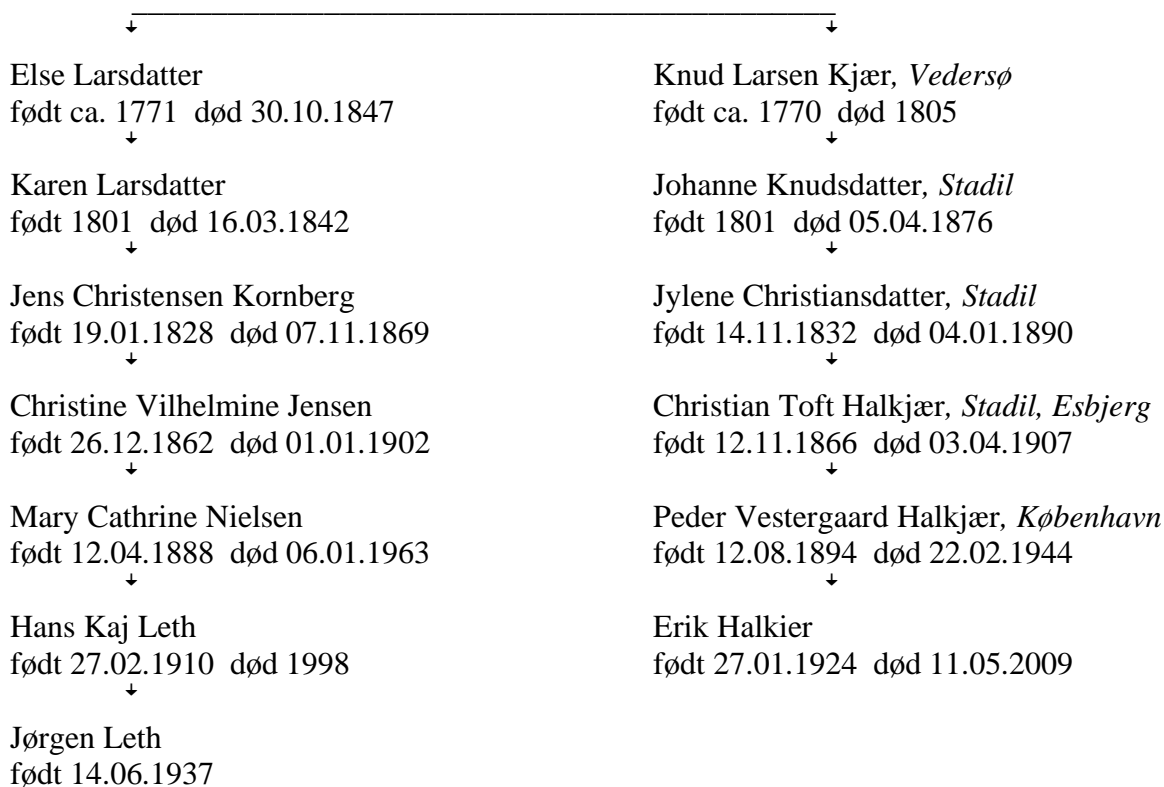 Else Larsdatter
født ca. 1771  død 30.10.1847
Karen Larsdatter
født 1801  død 16.03.1842
Jens Christensen Kornberg
født 19.01.1828  død 07.11.1869
Christine Vilhelmine Jensen
født 26.12.1862  død 01.01.1902
Mary Cathrine Nielsen
født 12.04.1888  død 06.01.1963
Hans Kaj Leth
født 27.02.1910  død 1998
Jørgen Leth
født 14.06.1937
Knud Larsen Kjær, Vedersø
født ca. 1770  død 1805
Johanne Knudsdatter, Stadil
født 1801  død 05.04.1876
Jylene Christiansdatter, Stadil
født 14.11.1832  død 04.01.1890
Christian Toft Halkjær, Stadil, Esbjerg
født 12.11.1866  død 03.04.1907
Peder Vestergaard Halkjær, København
født 12.08.1894  død 22.02.1944
Erik Halkier
født 27.01.1924  død 11.05.2009